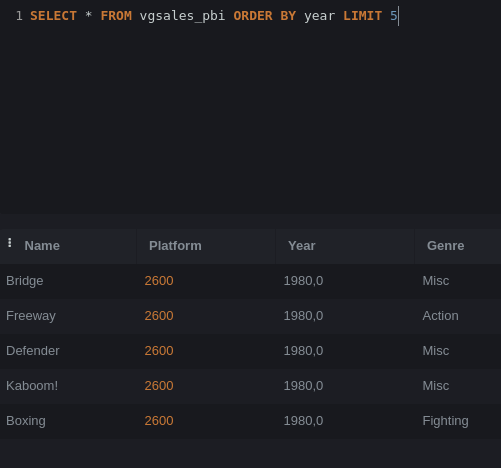 1 SELECT * FROM vgsales_pbi ORDER BY year LIMIT 5
Name Platform Year Genre
Bridge 2600 1980,0 Misc
Freeway 2600 1980,0 Action
Defender 2600 1980,0 Misc
Kaboom! 2600 1980,0 Misc
Boxing 2600 1980,0 Fighting